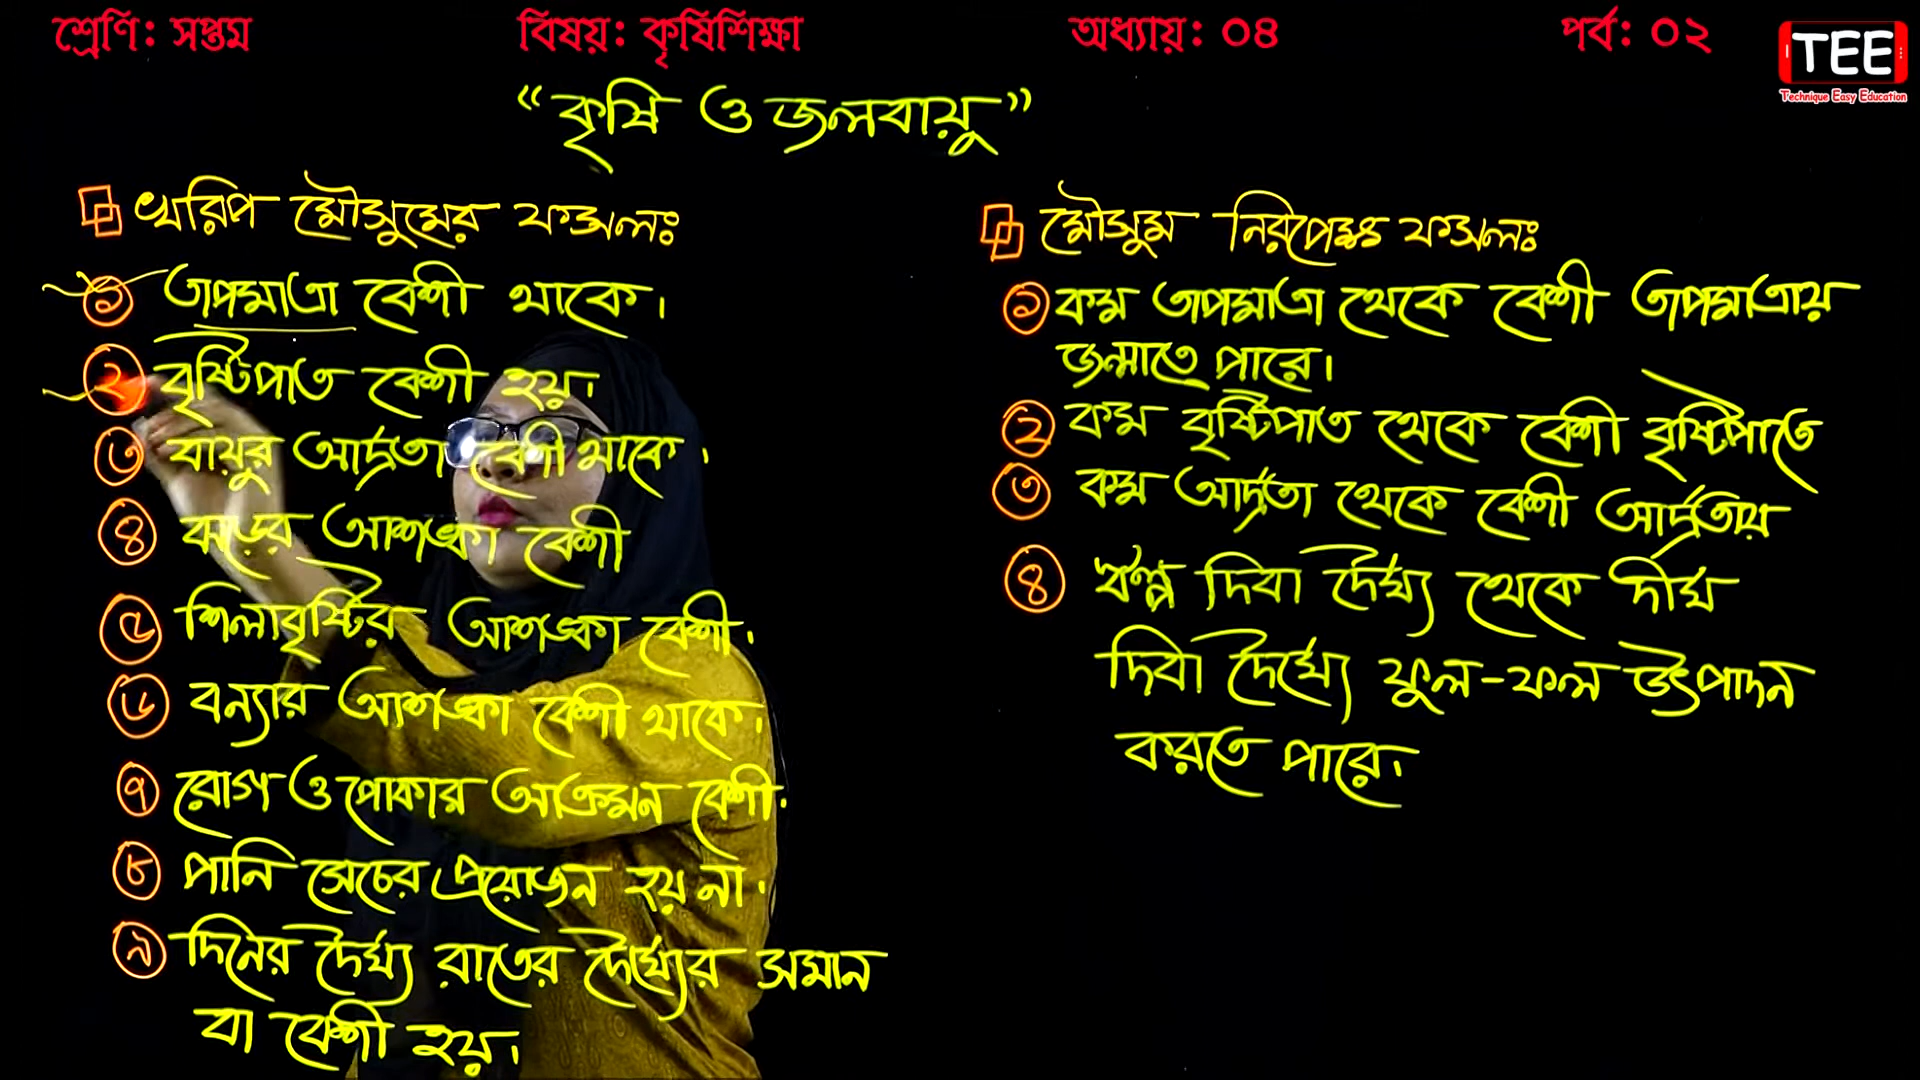 শ্রেণি: সপ্তম
বিষয়: কৃষিশিক্ষা
অধ্যায়: ০৪
পর্ব: ০২
TEE
Technique Easy Education
“কৃষি ও জলবায়ু”
খরিপ মৌসুমের ফসলঃ
১ তাপমাত্রা বেশী থাকে।
২ বৃষ্টিপাত বেশী হয়।
৩ বায়ুর আর্দ্রতা বেশী থাকে।
৪ ঝড়ের আশঙ্কা বেশী
৫ শিলাবৃষ্টির আশঙ্কা বেশী।
৬ বন্যার আশঙ্কা বেশী থাকে।
৭ রোগ ও পোকার আক্রমন বেশী।
৮ পানি সেচের প্রয়োজন হয় না।
৯ দিনের দৈর্ঘ্য রাতের দৈর্ঘ্যের সমান
বা বেশী হয়।
মৌসুম নিরপেক্ষ ফসলঃ
১ কম তাপমাত্রা থেকে বেশী তাপমাত্রায়
জন্মাতে পারে।
২ কম বৃষ্টিপাত থেকে বেশী বৃষ্টিপাতে
৩ কম আর্দ্রতা থেকে বেশী আর্দ্রতায়
৪ স্বল্প দিবা দৈর্ঘ্য থেকে দীর্ঘ
দিবা দৈর্ঘ্যে ফুল-ফল উৎপাদন
করতে পারে।